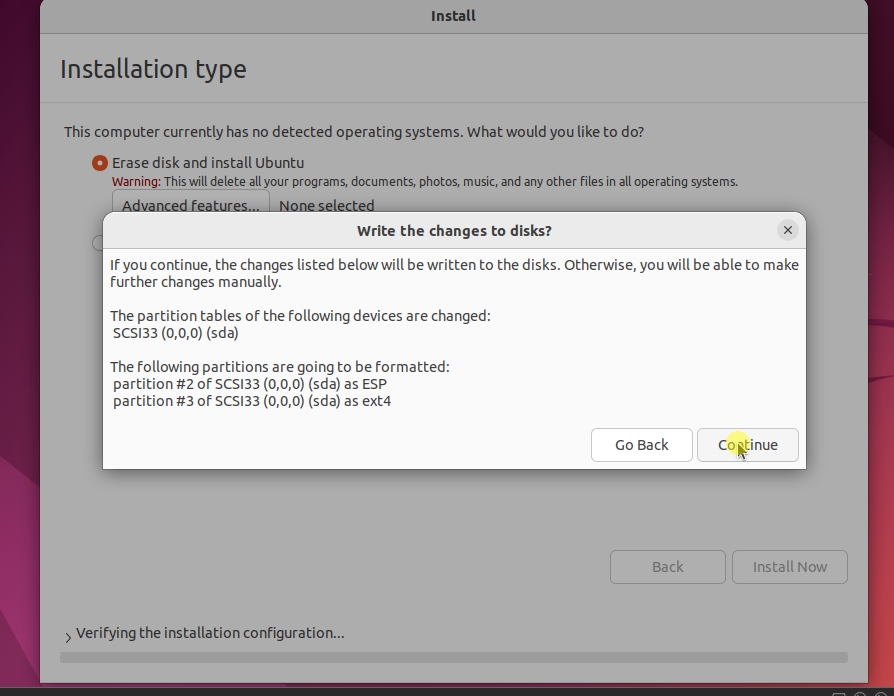 Install
Installation type
This computer currently has no detected operating systems. What would you like to do?
Erase disk and install Ubuntu
Warning: This will delete all your programs, documents, photos, music, and any other files in all operating systems.
Advanced features... None selected
Write the changes to disks?
If you continue, the changes listed below will be written to the disks. Otherwise, you will be able to make
further changes manually.
The partition tables of the following devices are changed:
SCSI33 (0,0,0) (sda)
The following partitions are going to be formatted:
partition #2 of SCSI33 (0,0,0) (sda) as ESP
partition #3 of SCSI33 (0,0,0) (sda) as ext4
Go Back Continue
Back Install Now
Verifying the installation configuration...